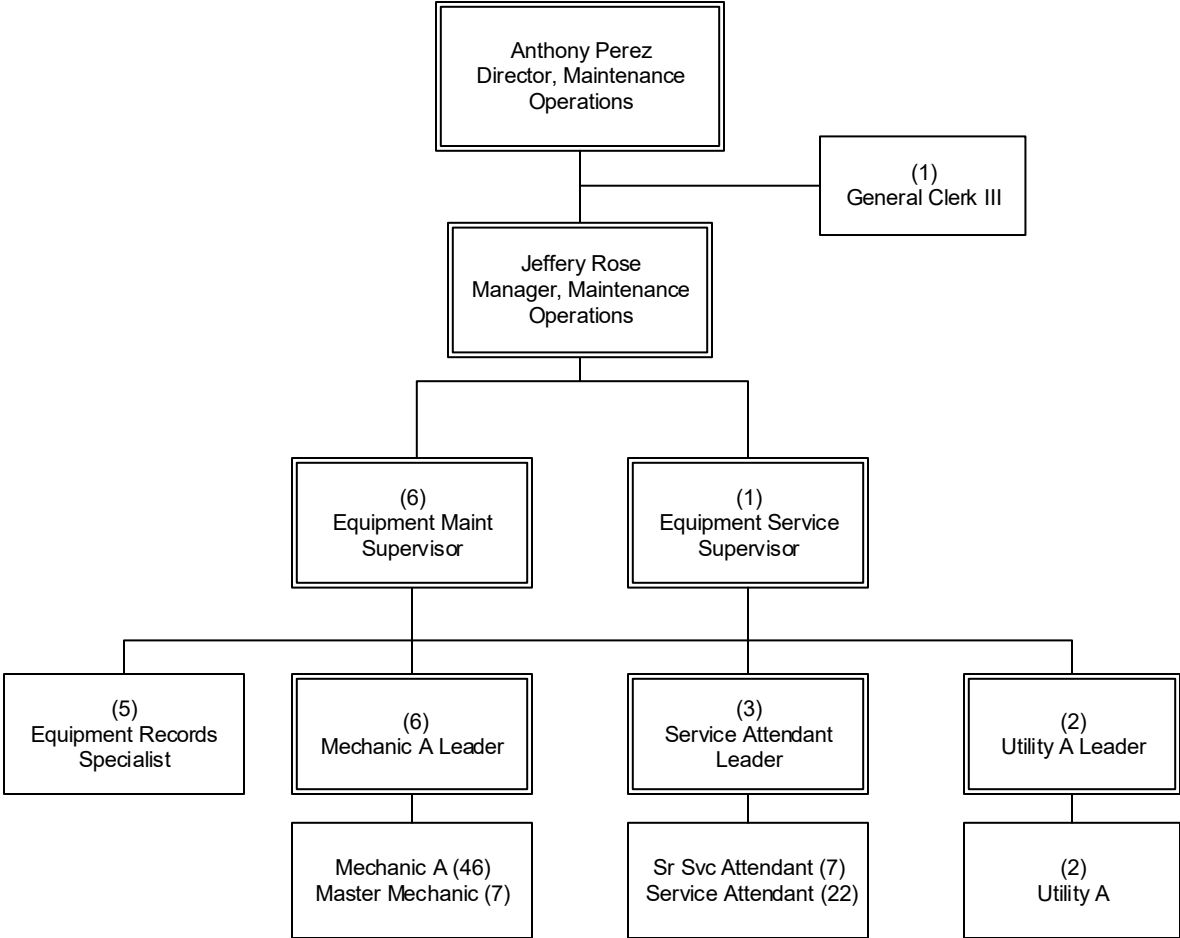 Anthony Perez
Director, Maintenance
Operations
(1)
General Clerk III
Jeffery Rose
Manager, Maintenance
Operations
(6)
Equipment Maint
Supervisor
(1)
Equipment Service
Supervisor
(5)
Equipment Records
Specialist
(6)
Mechanic A Leader
(3)
Service Attendant
Leader
(2)
Utility A Leader
Mechanic A (46)
Master Mechanic (7)
Sr Svc Attendant (7)
Service Attendant (22)
(2)
Utility A